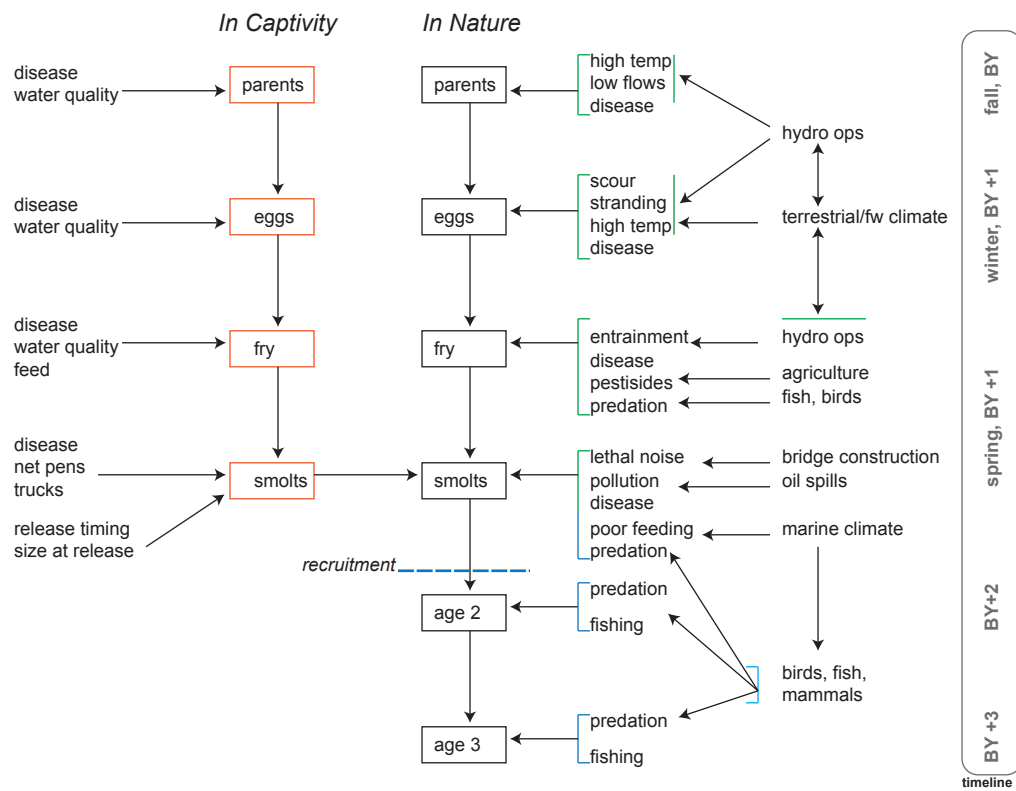 In Captivity
In Nature
disease
water quality
parents
parents
high temp
low flows
disease
hydro ops
fall, BY
disease
water quality
eggs
eggs
scour
stranding
high temp
disease
terrestrial/fw climate
winter, BY +1
disease
water quality
feed
fry
fry
entrainment
disease
pestisides
predation
hydro ops
agriculture
fish, birds
spring, BY +1
disease
net pens
trucks
release timing
size at release
smolts
smolts
lethal noise
pollution
disease
poor feeding
predation
bridge construction
oil spills
marine climate
recruitment
age 2
predation
fishing
BY+2
birds, fish,
mammals
age 3
predation
fishing
BY +3
timeline